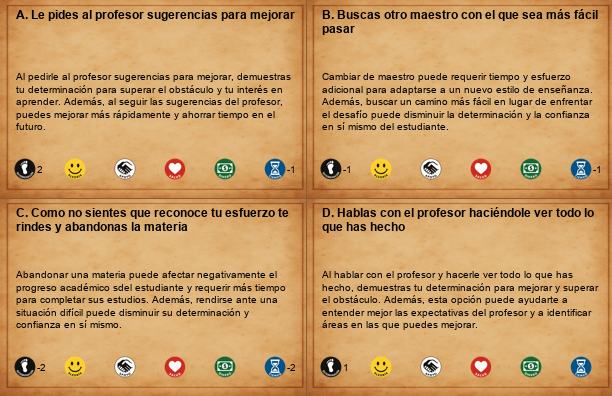 A. Le pides al profesor sugerencias para mejorar
Al pedirle al profesor sugerencias para mejorar, demuestras
tu determinación para superar el obstáculo y tu interés en
aprender. Además, al seguir las sugerencias del profesor,
puedes mejorar más rápidamente y ahorrar tiempo en el
futuro.
2
-1
B. Buscas otro maestro con el que sea más fácil
pasar
Cambiar de maestro puede requerir tiempo y esfuerzo
adicional para adaptarse a un nuevo estilo de enseñanza.
Además, buscar un camino más fácil en lugar de enfrentar
el desafío puede disminuir la determinación y la confianza
en sí mismo del estudiante.
-1
-1
C. Como no sientes que reconoce tu esfuerzo te
rindes y abandonas la materia
Abandonar una materia puede afectar negativamente el
progreso académico sdel estudiante y requerir más tiempo
para completar sus estudios. Además, rendirse ante una
situación difícil puede disminuir su determinación y
confianza en sí mismo.
-2
-2
D. Hablas con el profesor haciéndole ver todo lo
que has hecho
Al hablar con el profesor y hacerle ver todo lo que has
hecho, demuestras tu determinación para mejorar y superar
el obstáculo. Además, esta opción puede ayudarte a
entender mejor las expectativas del profesor y a identificar
áreas en las que puedes mejorar.
1